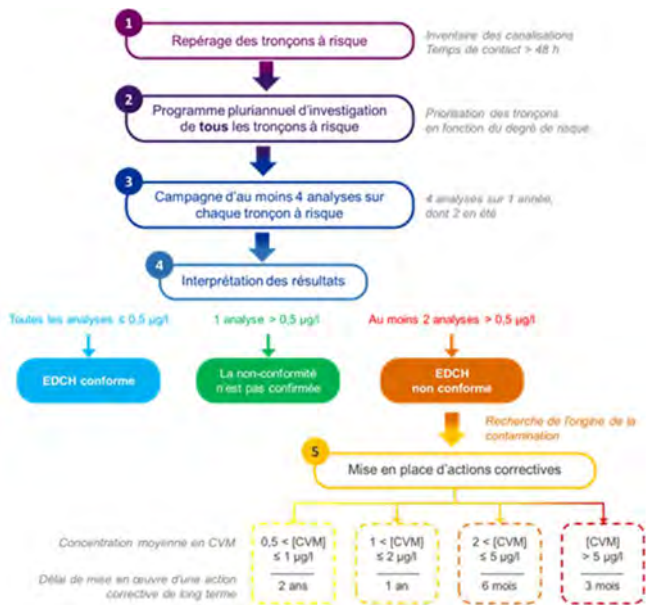 1
Repérage des tronçons à risque
Inventaire des canalisations
Temps de contact > 48 h
2
Programme pluriannuel d'investigation
de tous les tronçons à risque
Priorisation des tronçons
en fonction du degré de risque
3
Campagne d'au moins 4 analyses sur
chaque tronçon à risque
4 analyses sur 1 année,
dont 2 en été
4
Interprétation des résultats
Toutes les analyses ≤ 0,5 µg/l
1 analyse > 0,5 µg/l
Au moins 2 analyses > 0,5 µg/l
EDCH conforme
La non-conformité
n'est pas confirmée
EDCH
non conforme
Recherche de l'origine de la
contamination
5
Mise en place d'actions correctives
Concentration moyenne en CVM
0,5 < [CVM]
≤ 1 µg/l
1 < [CVM]
≤ 2 µg/l
2 < [CVM]
≤ 5 µg/l
[CVM]
> 5 µg/l
Délai de mise en œuvre d'une action
corrective de long terme
2 ans
1 an
6 mois
3 mois